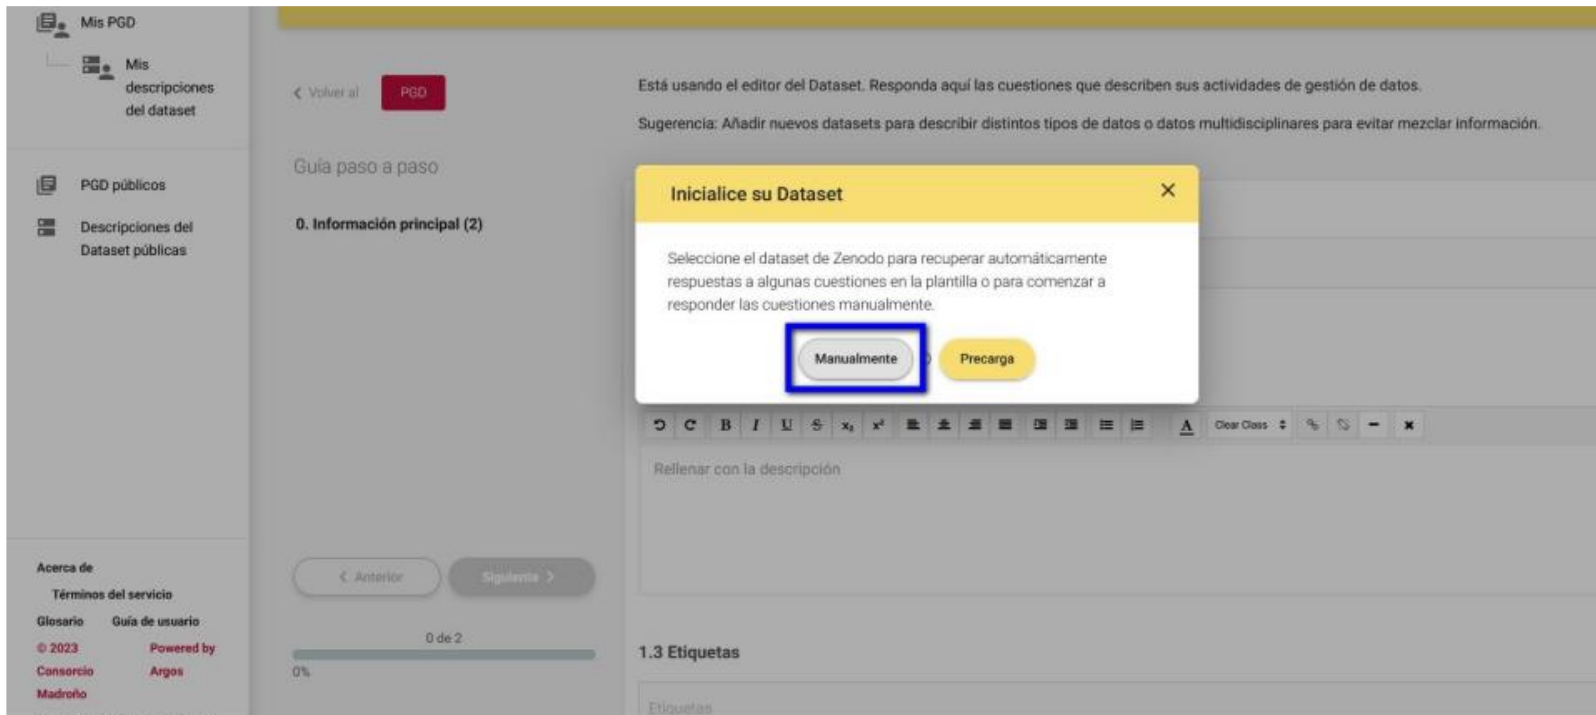 Mis PGD
Mis
descripciones
del dataset
PGD públicos
Descripciones del
Dataset públicas
Acerca de
Términos del servicio
Glosario Guía de usuario
© 2023 Powered by
Consorcio Argos
Madroño
Volver al PGD
Guía paso a paso
0. Información principal (2)
Anterior Siguiente
0 de 2
0%
Está usando el editor del Dataset. Responda aquí las cuestiones que describen sus actividades de gestión de datos.
Sugerencia: Añadir nuevos datasets para describir distintos tipos de datos o datos multidisciplinares para evitar mezclar información.
Inicialice su Dataset
Seleccione el dataset de Zenodo para recuperar automáticamente
respuestas a algunas cuestiones en la plantilla o para comenzar a
responder las cuestiones manualmente.
Manualmente Precarga
B I U S x₂ x² A Clear Class
Rellenar con la descripción
1.3 Etiquetas
Etiquetas